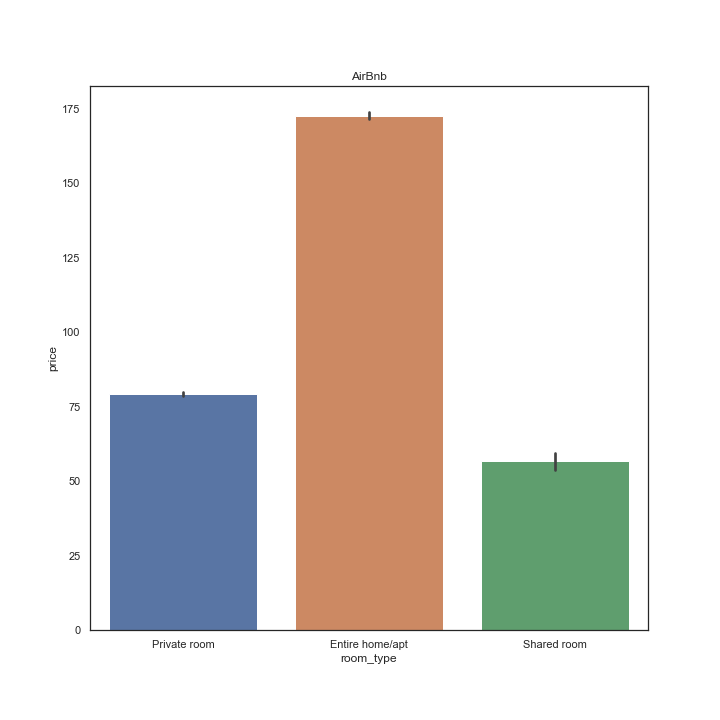 AirBnb
175
150
125
100
75
50
25
0
price
Private room
Entire home/apt
Shared room
room_type